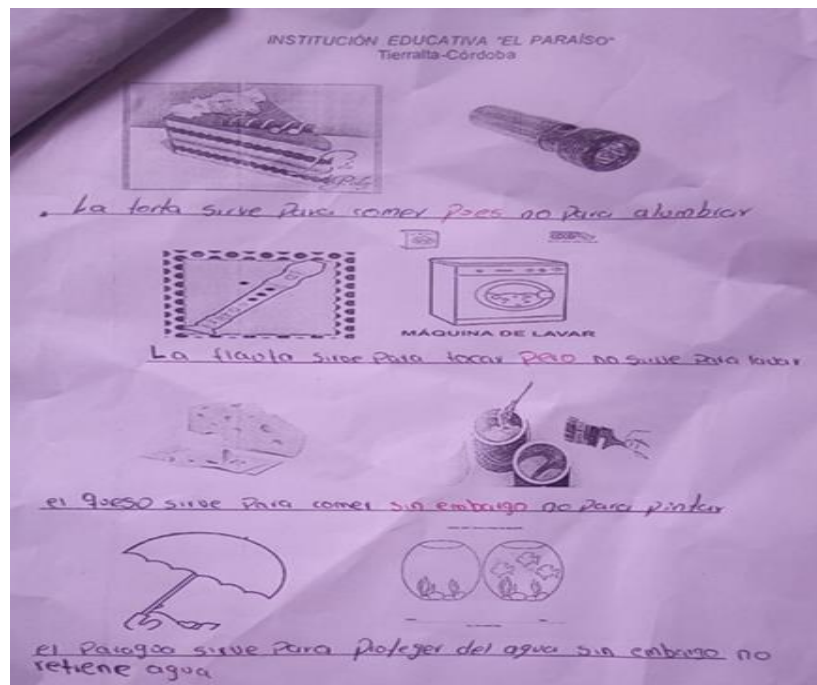 INSTITUCIÓN EDUCATIVA "EL PARAÍSO"
Tierralta-Córdoba
. La torta sirve para comer Pues no para alumbrar
MÁQUINA DE LAVAR
La flauta sirve para tocar pero no sirve para lavar
el queso sirve para comer sin embargo no para pintar
el paragua sirve para proteger del agua sin embargo no
retiene agua